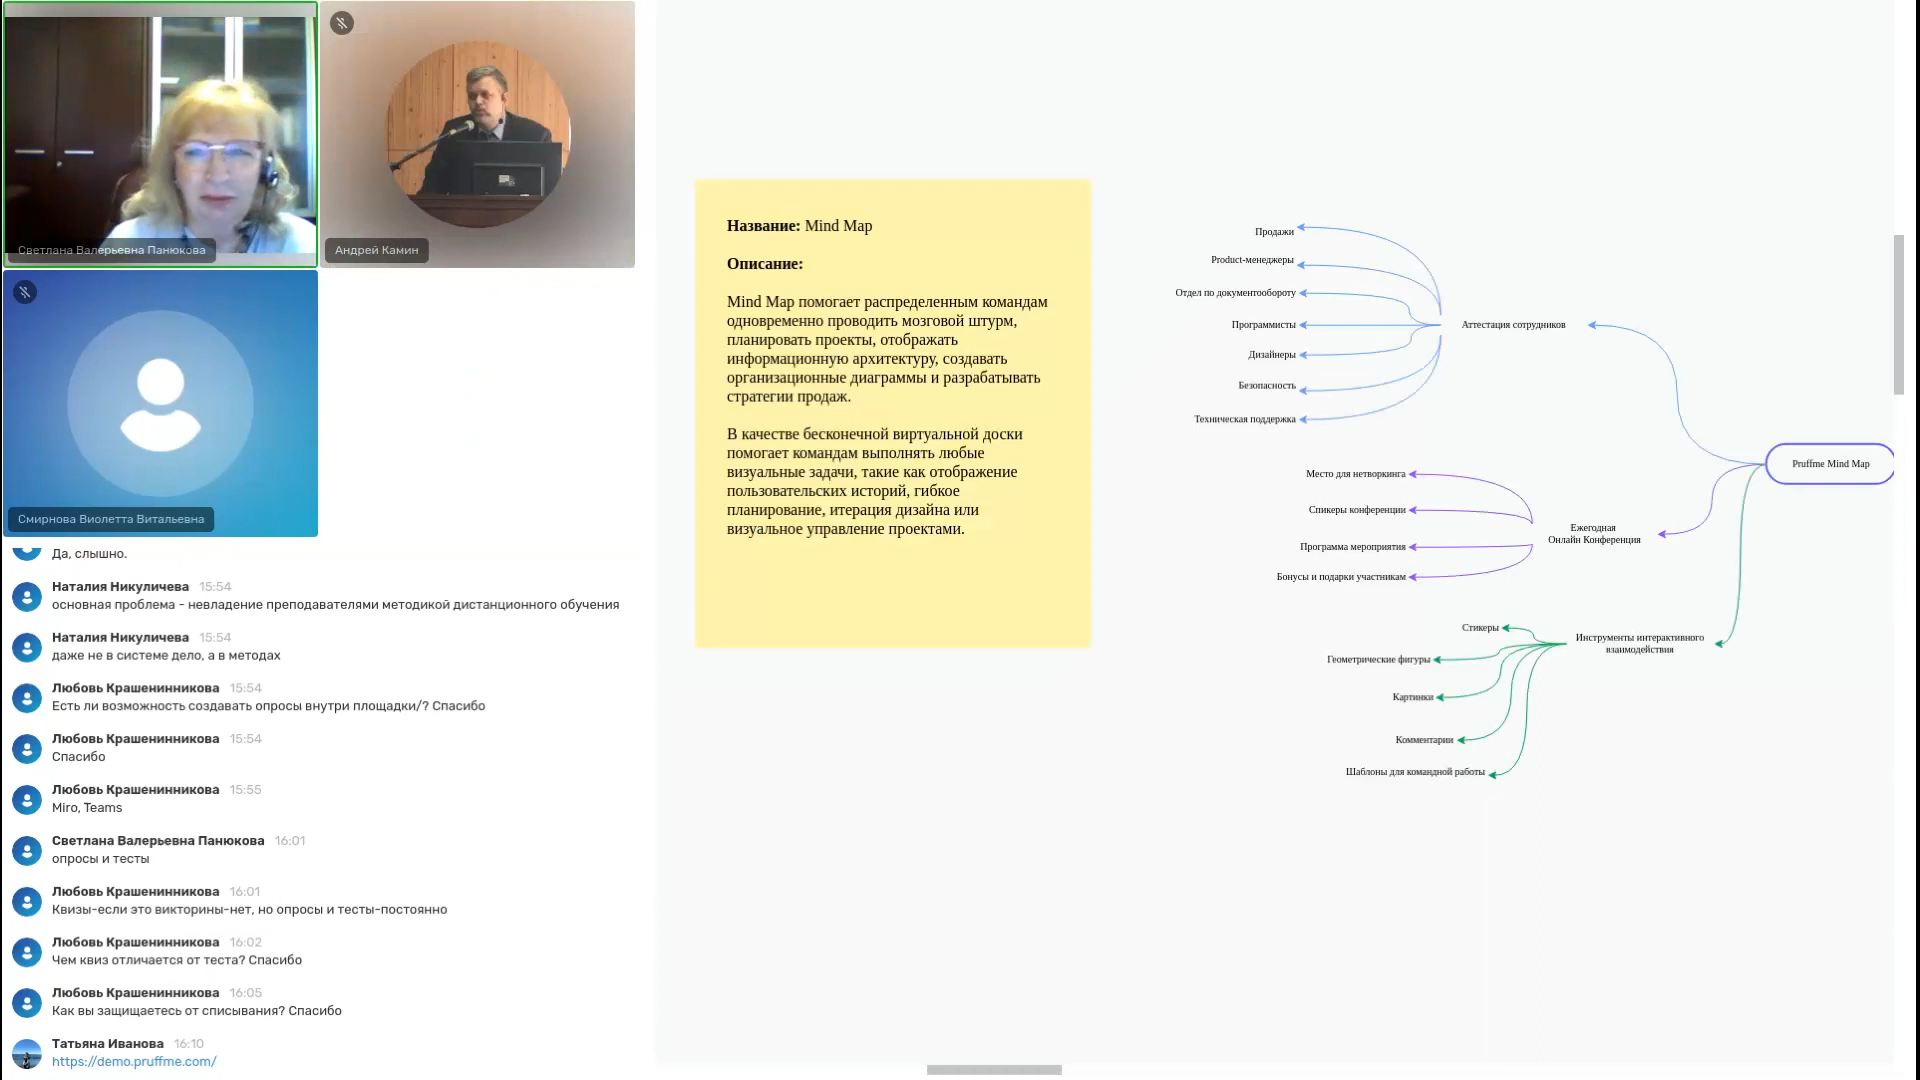 Светлана Валерьевна Панюкова
Андрей Камин
Смирнова Виолетта Витальевна
Да, слышно.
Наталия Никуличева 15:54
основная проблема - невладение преподавателями методикой дистанционного обучения
Наталия Никуличева 15:54
даже не в системе дело, а в методах
Любовь Крашенинникова 15:54
Есть ли возможность создавать опросы внутри площадки/? Спасибо
Любовь Крашенинникова 15:54
Спасибо
Любовь Крашенинникова 15:55
Miro, Teams
Светлана Валерьевна Панюкова 16:01
опросы и тесты
Любовь Крашенинникова 16:01
Квизы-если это викторины-нет, но опросы и тесты-постоянно
Любовь Крашенинникова 16:02
Чем квиз отличается от теста? Спасибо
Любовь Крашенинникова 16:05
Как вы защищаетесь от списывания? Спасибо
Татьяна Иванова 16:10
https://demo.pruffme.com/
Название: Mind Map
Описание:
Mind Map помогает распределенным командам
одновременно проводить мозговой штурм,
планировать проекты, отображать
информационную архитектуру, создавать
организационные диаграммы и разрабатывать
стратегии продаж.
В качестве бесконечной виртуальной доски
помогает командам выполнять любые
визуальные задачи, такие как отображение
пользовательских историй, гибкое
планирование, итерация дизайна или
визуальное управление проектами.
Продажи
Product-менеджеры
Отдел по документообороту
Программисты
Дизайнеры
Безопасность
Техническая поддержка
Аттестация сотрудников
Pruffme Mind Map
Место для нетворкинга
Спикеры конференции
Программа мероприятия
Бонусы и подарки участникам
Ежегодная
Онлайн Конференция
Стикеры
Геометрические фигуры
Картинки
Комментарии
Шаблоны для командной работы
Инструменты интерактивного
взаимодействия